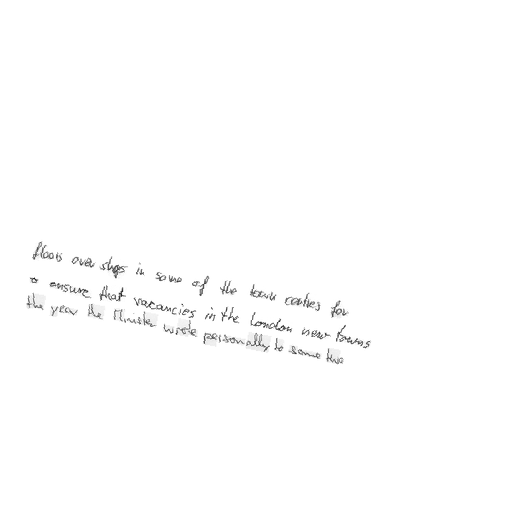 floors over shops in some of the town centres for
to ensure that vacancies in the London new towns
the year the Minister wrote personally to some